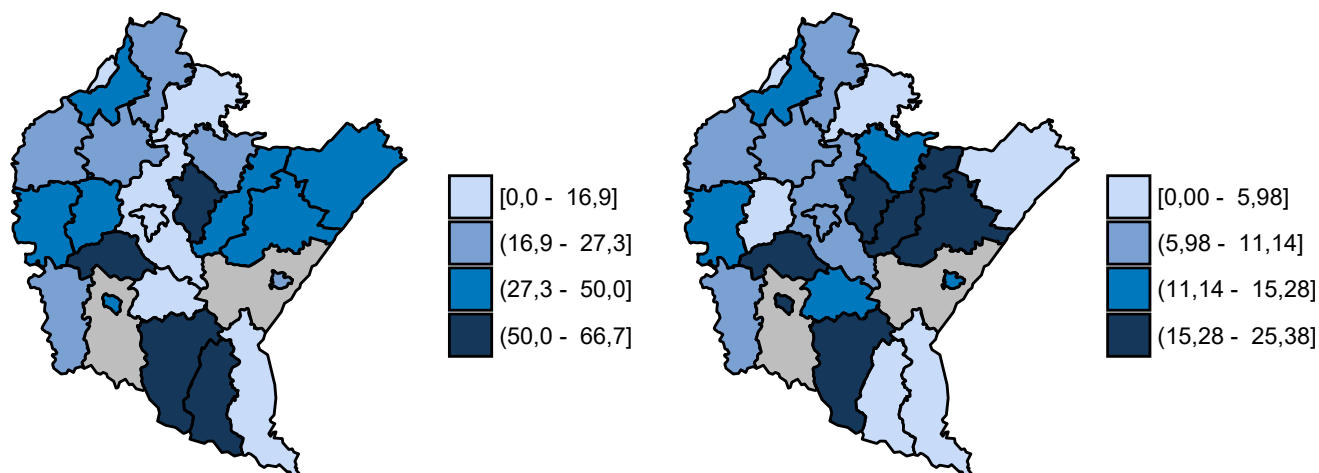 [0,0 - 16,9]
(16,9 - 27,3]
(27,3 - 50,0]
(50,0 - 66,7]
[0,00 - 5,98]
(5,98 - 11,14]
(11,14 - 15,28]
(15,28 - 25,38]